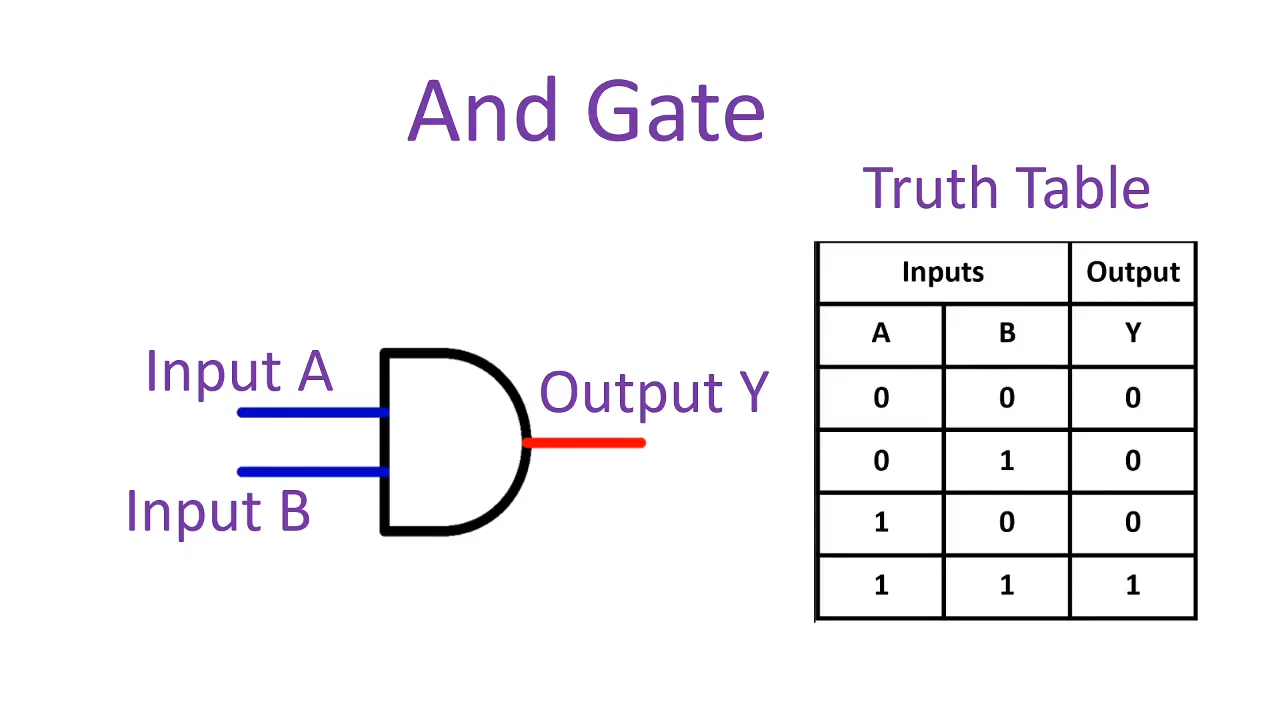 And Gate
Truth Table
Inputs Output
A B Y
0 0 0
0 1 0
1 0 0
1 1 1
Input A
Output Y
Input B